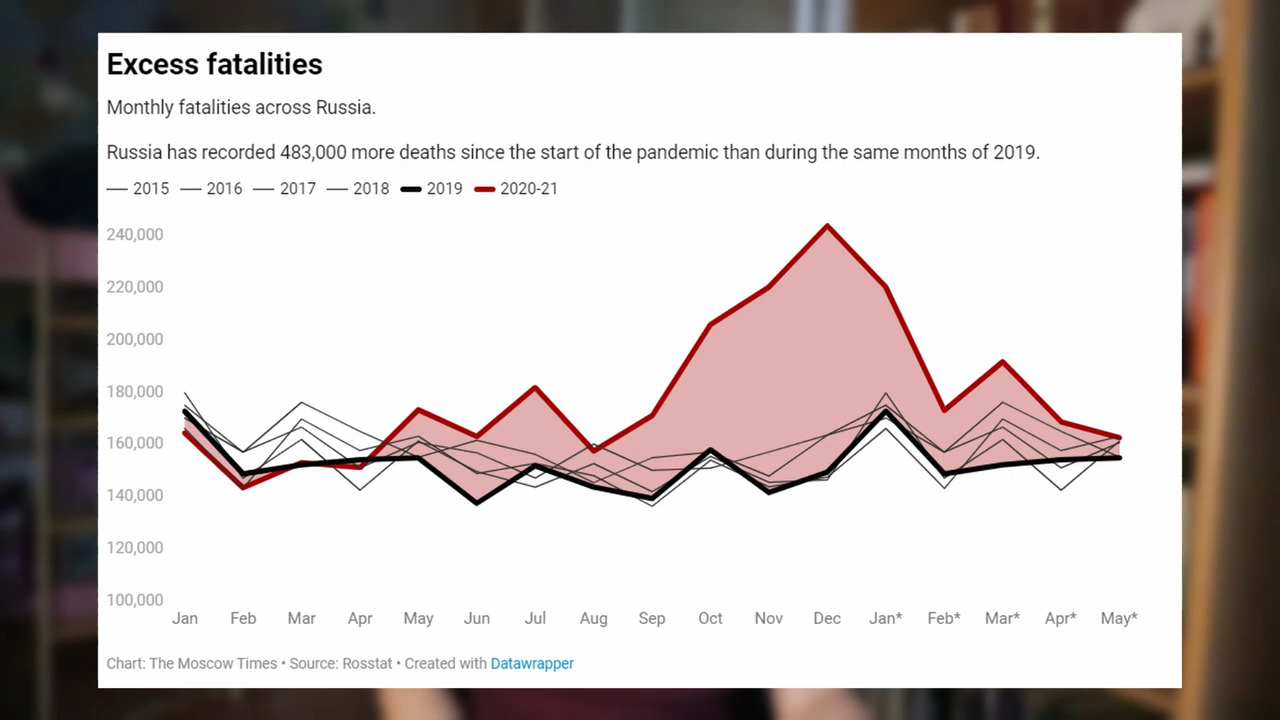 Excess fatalities
Monthly fatalities across Russia.
Russia has recorded 483,000 more deaths since the start of the pandemic than during the same months of 2019.
2015 2016 2017 2018 2019 2020-21
240,000
220,000
200,000
180,000
160,000
140,000
120,000
100,000
Jan Feb Mar Apr May Jun Jul Aug Sep Oct Nov Dec Jan* Feb* Mar* Apr* May*
Chart: The Moscow Times • Source: Rosstat • Created with Datawrapper